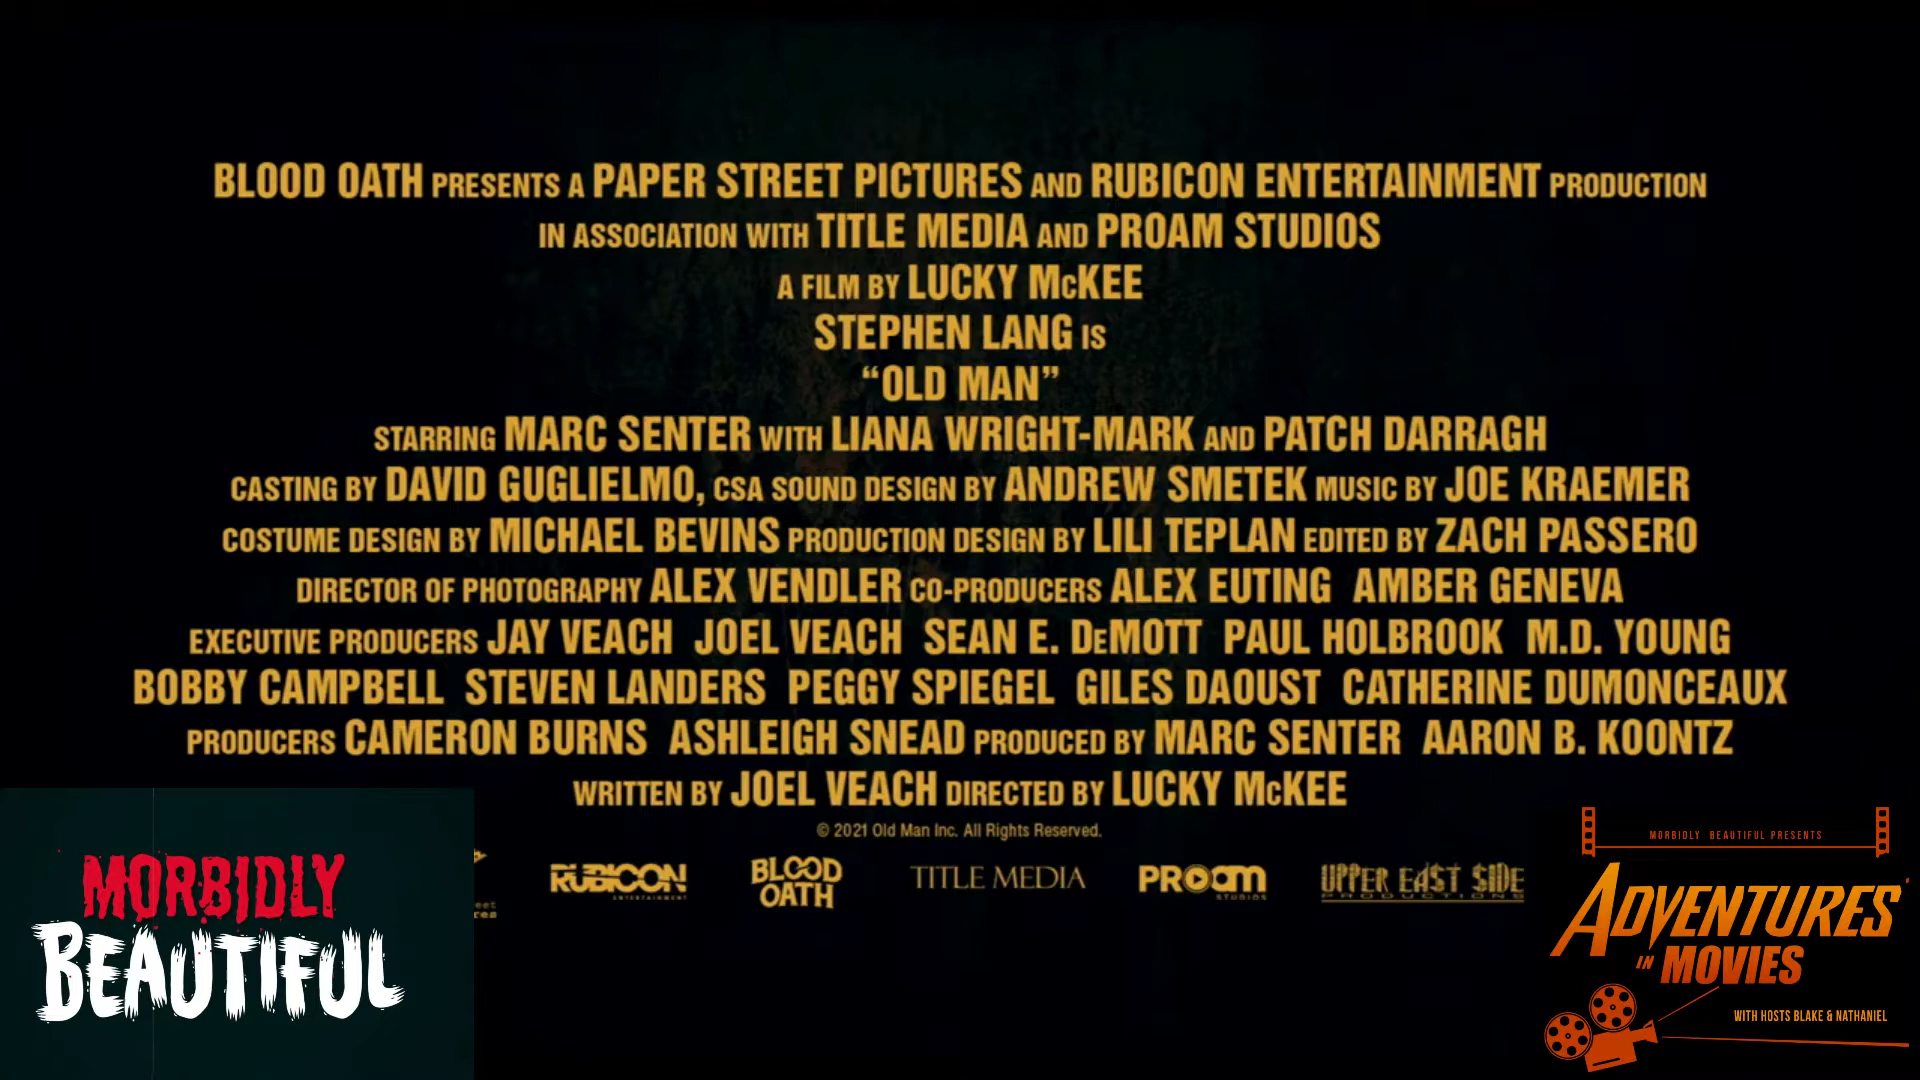 BLOOD OATH PRESENTS A PAPER STREET PICTURES AND RUBICON ENTERTAINMENT PRODUCTION
IN ASSOCIATION WITH TITLE MEDIA AND PROAM STUDIOS
A FILM BY LUCKY McKEE
STEPHEN LANG IS
“OLD MAN”
STARRING MARC SENTER WITH LIANA WRIGHT-MARK AND PATCH DARRAGH
CASTING BY DAVID GUGLIELMO, CSA SOUND DESIGN BY ANDREW SMETEK MUSIC BY JOE KRAEMER
COSTUME DESIGN BY MICHAEL BEVINS PRODUCTION DESIGN BY LILI TEPLAN EDITED BY ZACH PASSERO
DIRECTOR OF PHOTOGRAPHY ALEX VENDLER CO-PRODUCERS ALEX EUTING AMBER GENEVA
EXECUTIVE PRODUCERS JAY VEACH JOEL VEACH SEAN E. DeMOTT PAUL HOLBROOK M.D. YOUNG
BOBBY CAMPBELL STEVEN LANDERS PEGGY SPIEGEL GILES DAOUST CATHERINE DUMONCEAUX
PRODUCERS CAMERON BURNS ASHLEIGH SNEAD PRODUCED BY MARC SENTER AARON B. KOONTZ
WRITTEN BY JOEL VEACH DIRECTED BY LUCKY McKEE
© 2021 Old Man Inc. All Rights Reserved.
RUBICON
ENTERTAINMENT
BLOOD
OATH
TITLE MEDIA
PROAM
STUDIOS
UPPER EAST SIDE
PRODUCTIONS
MORBIDLY
BEAUTIFUL
MORBIDLY BEAUTIFUL PRESENTS
ADVENTURES
IN MOVIES
WITH HOSTS BLAKE & NATHANIEL